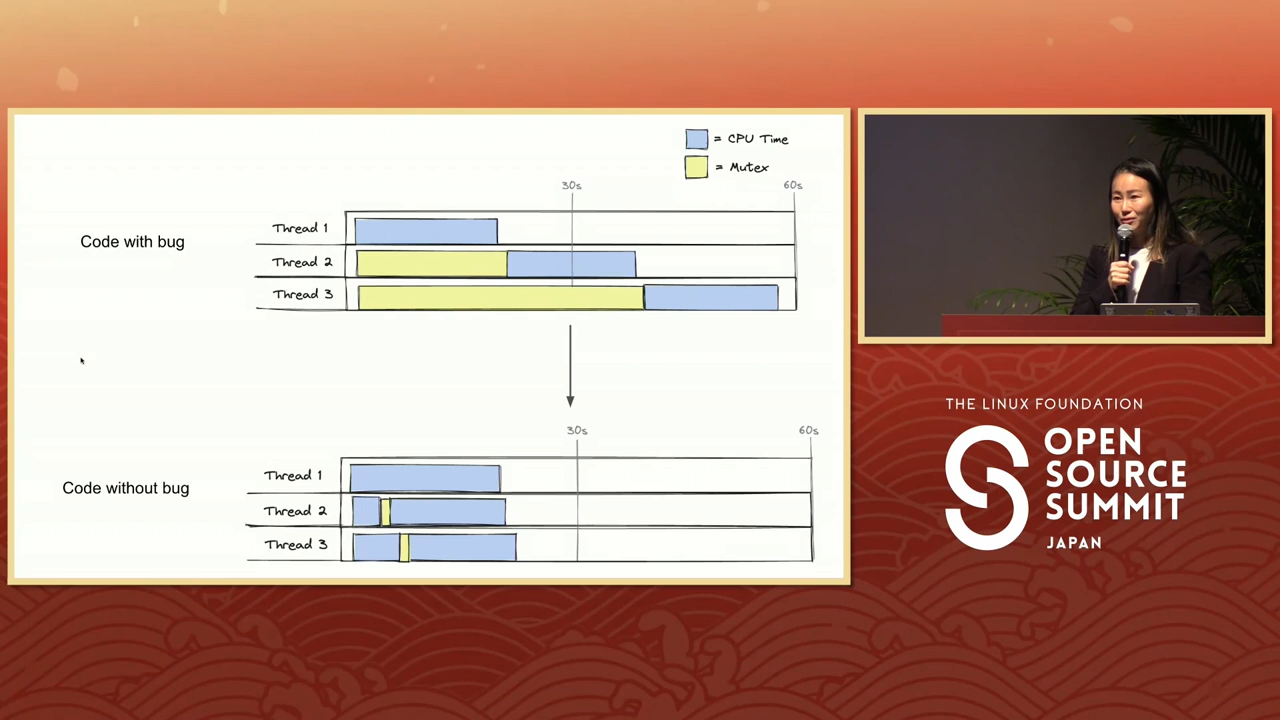 = CPU Time
= Mutex
30s
60s
Code with bug
Thread 1
Thread 2
Thread 3
30s
60s
Code without bug
Thread 1
Thread 2
Thread 3
THE LINUX FOUNDATION
OPEN
SOURCE
SUMMIT
JAPAN